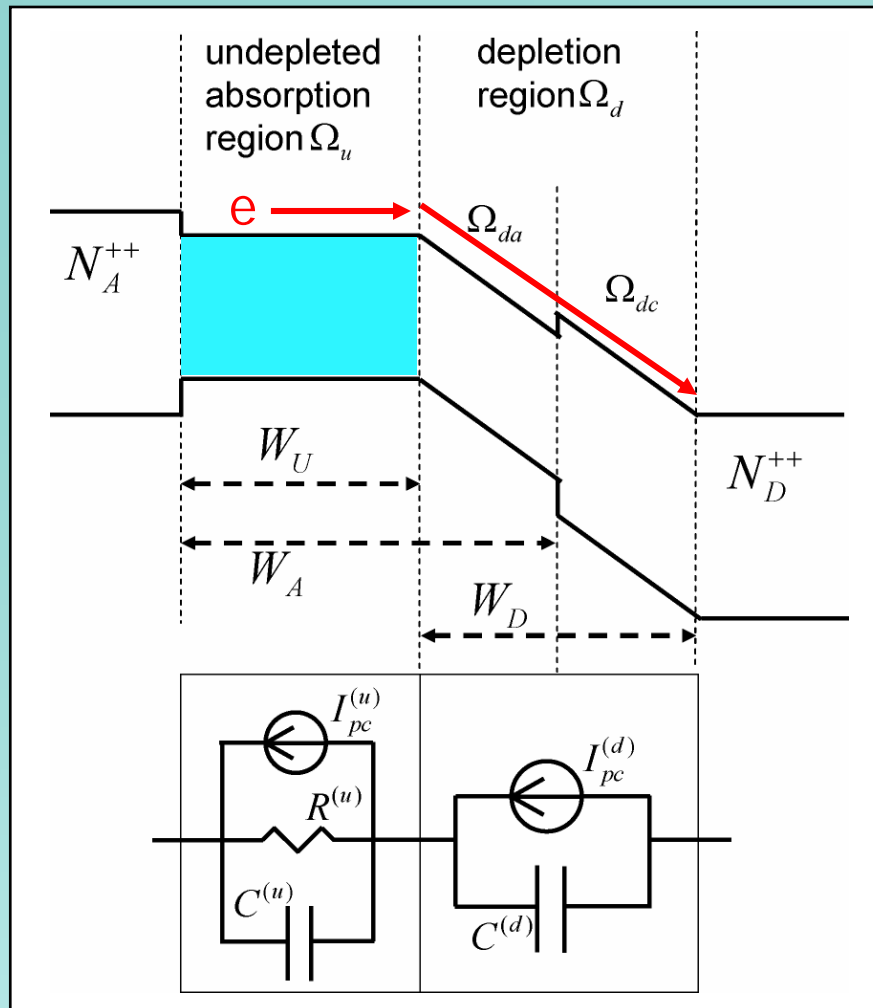 undepleted
absorption
region Ω_u
depletion
region Ω_d
e
Ω_da
Ω_dc
N_A^++
N_D^++
W_U
W_A
W_D
I_pc^(u)
R^(u)
C^(u)
I_pc^(d)
C^(d)